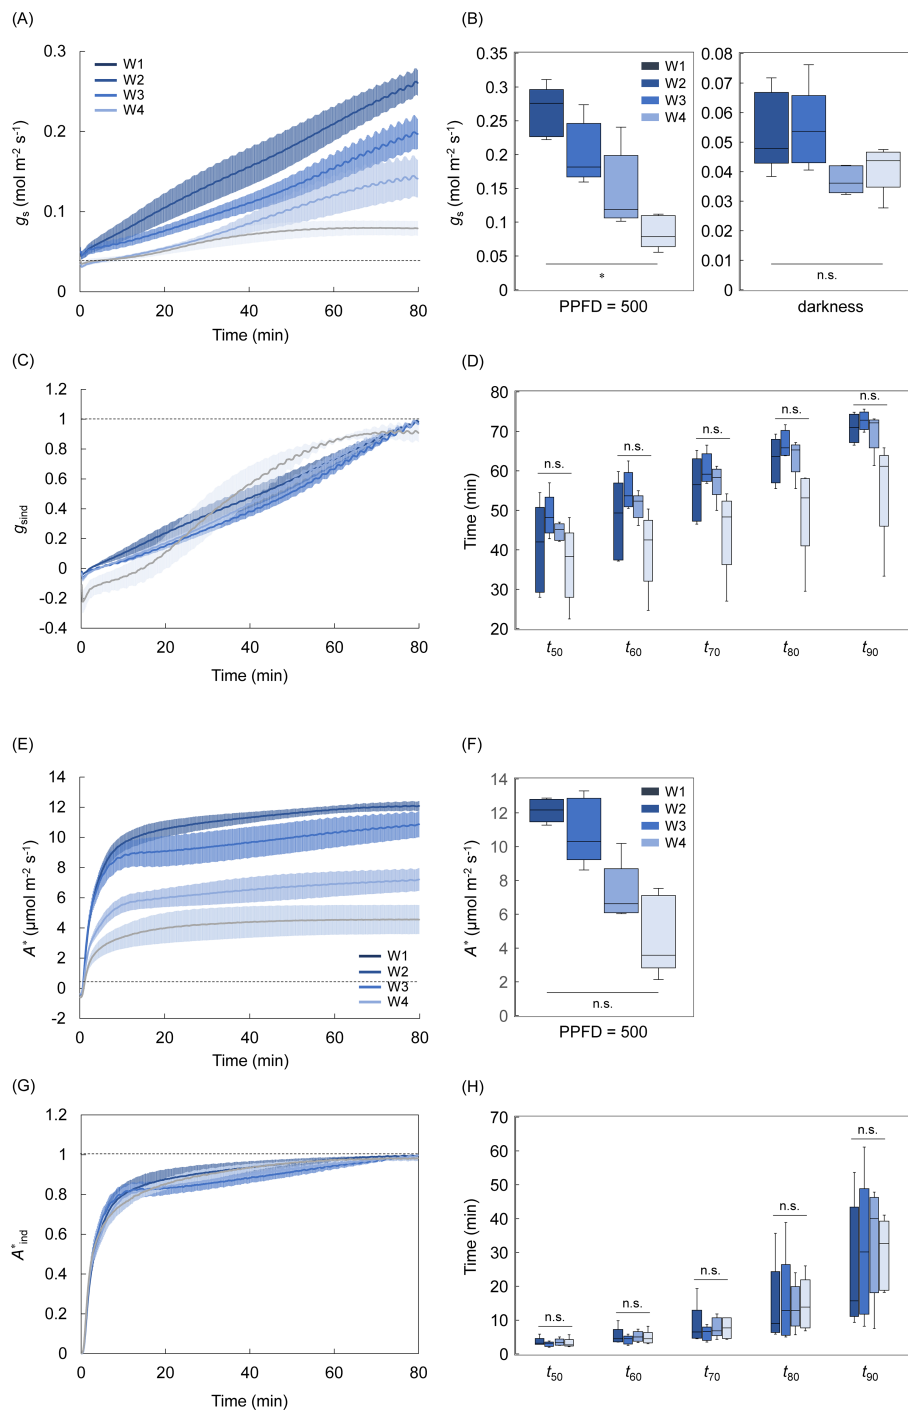 (A)
0.3
0.2
0.1
0
W1
W2
W3
W4
gs (mol m-2 s-1)
0 20 40 60 80
Time (min)
(B)
0.35
0.30
0.25
0.20
0.15
0.10
0.05
0
W1
W2
W3
W4
gs (mol m-2 s-1)
*
PPFD = 500
0.08
0.07
0.06
0.05
0.04
0.03
0.02
0.01
0
n.s.
darkness
(C)
1.2
1
0.8
0.6
0.4
0.2
0
-0.2
-0.4
gsind
0 20 40 60 80
Time (min)
(D)
80
70
60
50
40
30
20
Time (min)
n.s. n.s. n.s. n.s. n.s.
t50 t60 t70 t80 t90
(E)
14
12
10
8
6
4
2
0
-2
A* (μmol m-2 s-1)
W1
W2
W3
W4
0 20 40 60 80
Time (min)
(F)
14
12
10
8
6
4
2
0
A* (μmol m-2 s-1)
W1
W2
W3
W4
n.s.
PPFD = 500
(G)
1.2
1
0.8
0.6
0.4
0.2
0
A*ind
0 20 40 60 80
Time (min)
(H)
70
60
50
40
30
20
10
0
Time (min)
n.s. n.s. n.s. n.s. n.s.
t50 t60 t70 t80 t90